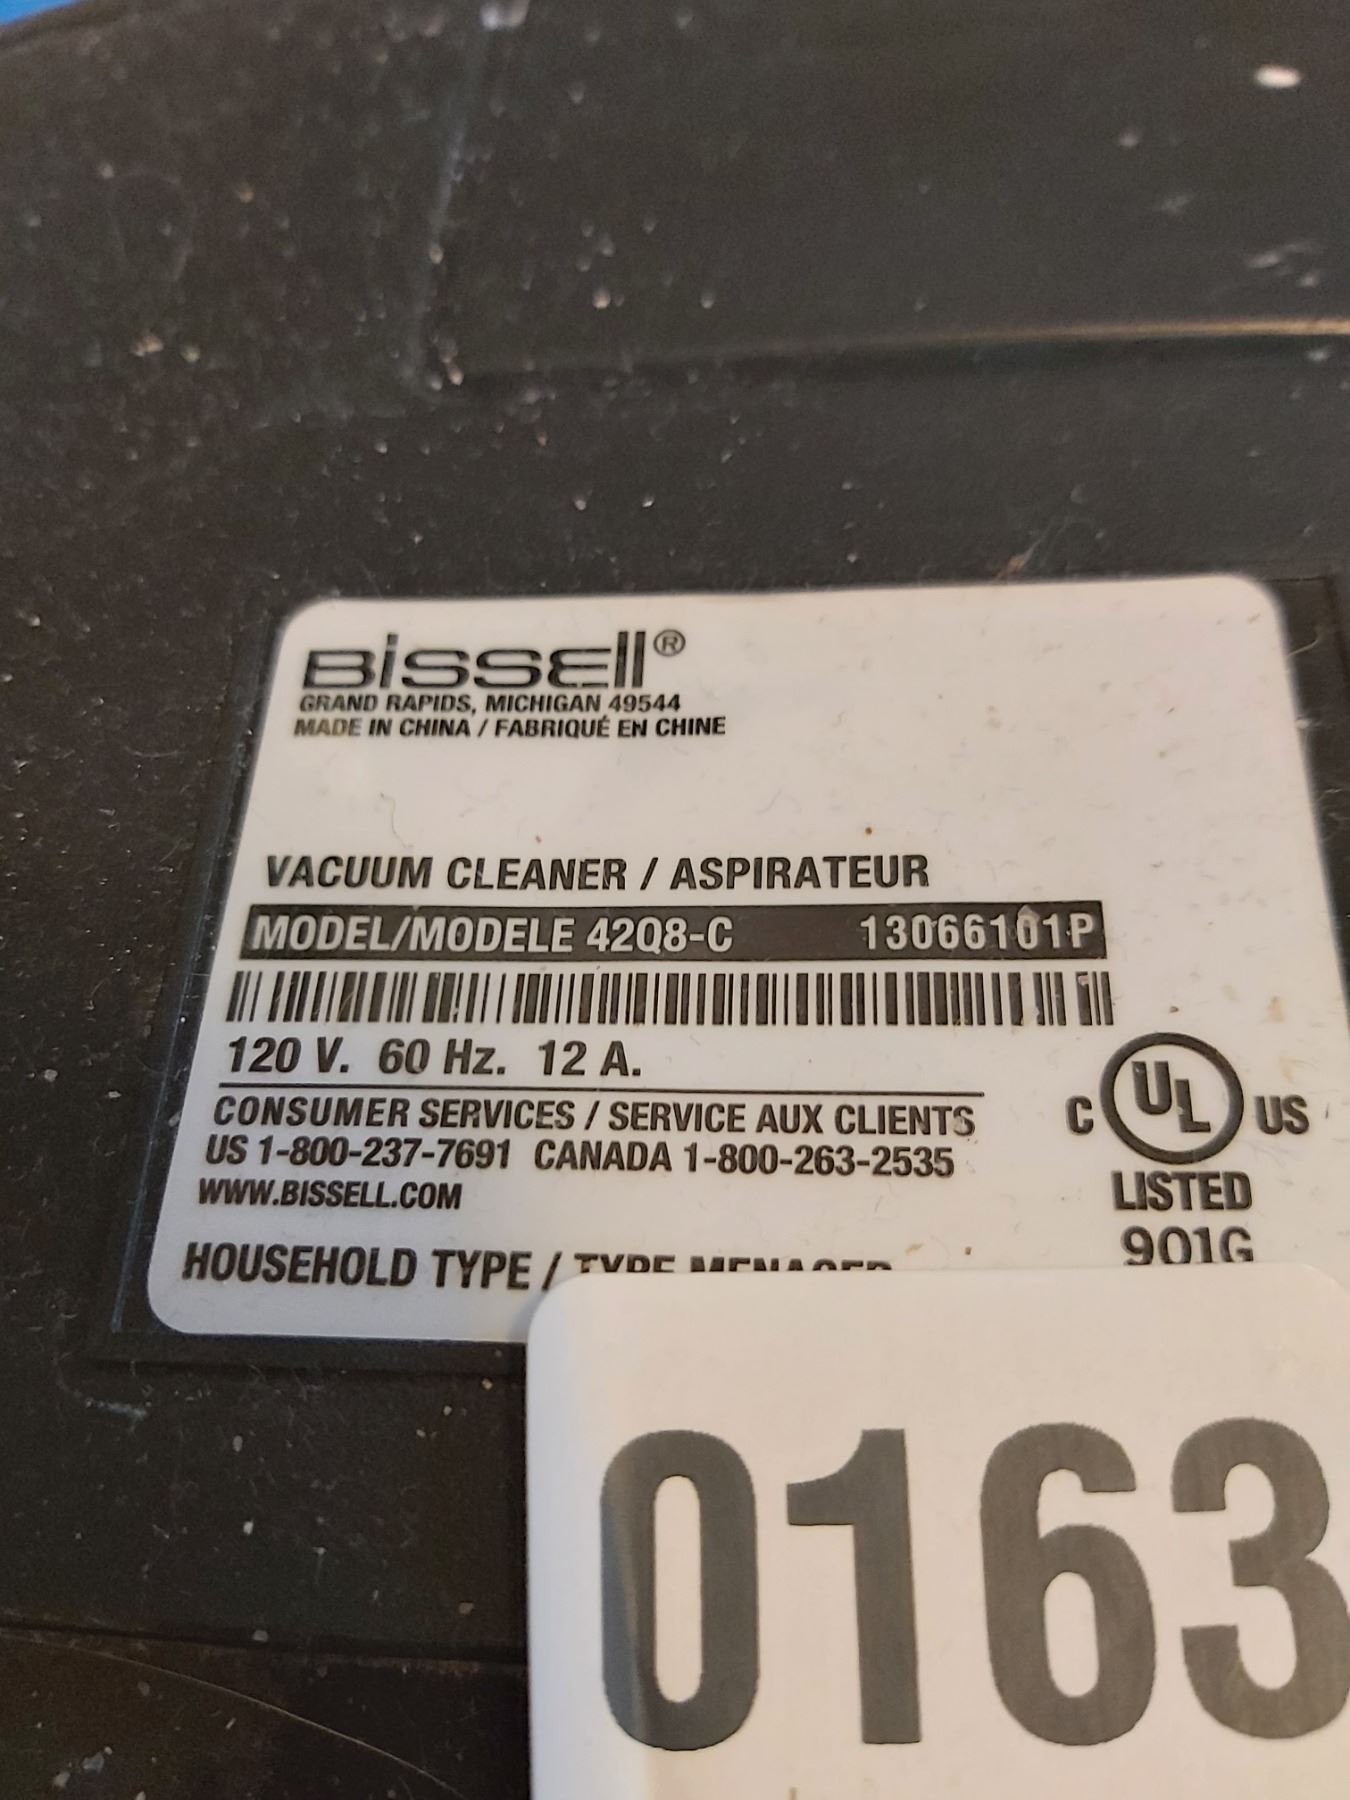 BISSELL®
GRAND RAPIDS, MICHIGAN 49544
MADE IN CHINA / FABRIQUÉ EN CHINE
VACUUM CLEANER / ASPIRATEUR
MODEL/MODELE 42Q8-C 13066101P
120 V. 60 Hz. 12 A.
CONSUMER SERVICES / SERVICE AUX CLIENTS
US 1-800-237-7691 CANADA 1-800-263-2535
WWW.BISSELL.COM
C UL US
LISTED
901G
HOUSEHOLD TYPE / TYPE MENAGER
0163